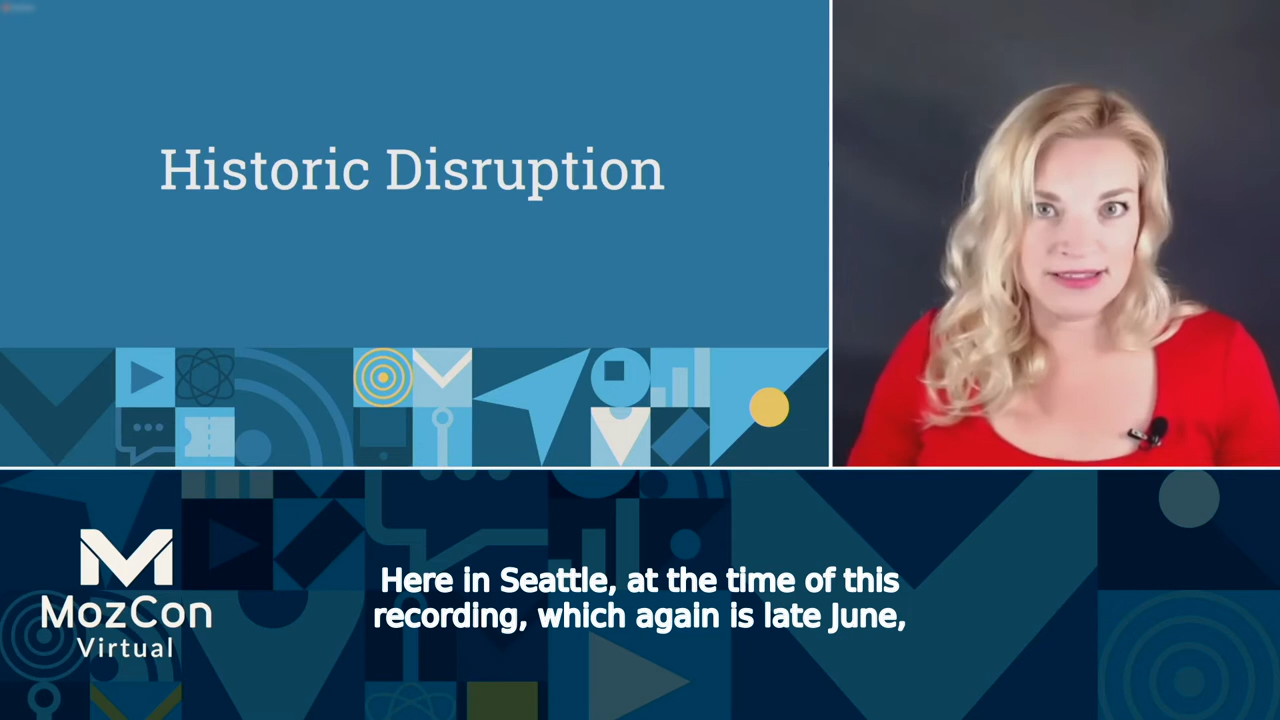 Historic Disruption
MozCon
Virtual
Here in Seattle, at the time of this
recording, which again is late June,